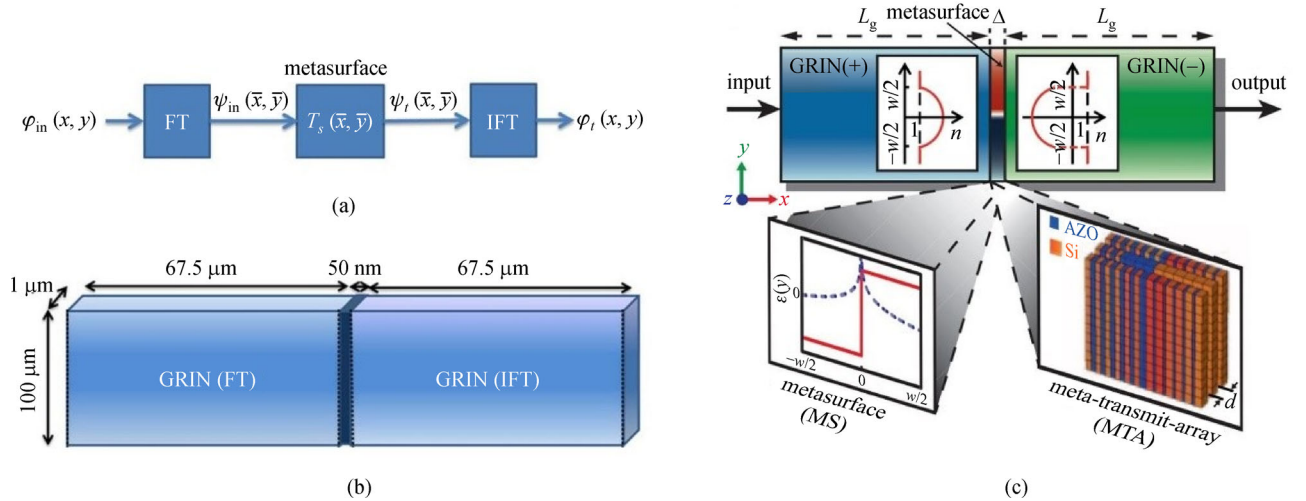 metasurface
φin (x, y)
FT
ψin (x̅, y̅)
Ts (x̅, y̅)
ψt (x̅, y̅)
IFT
φt (x, y)
(a)
67.5 μm
50 nm
67.5 μm
1 μm
100 μm
GRIN (FT)
GRIN (IFT)
(b)
Lg
metasurface
Δ
Lg
input
GRIN(+)
w/2
1
n
−w/2
GRIN(−)
w/2
1
n
−w/2
output
y
z
x
ε(y)
0
−w/2
0
w/2
metasurface
(MS)
AZO
Si
d
meta-transmit-array
(MTA)
(c)